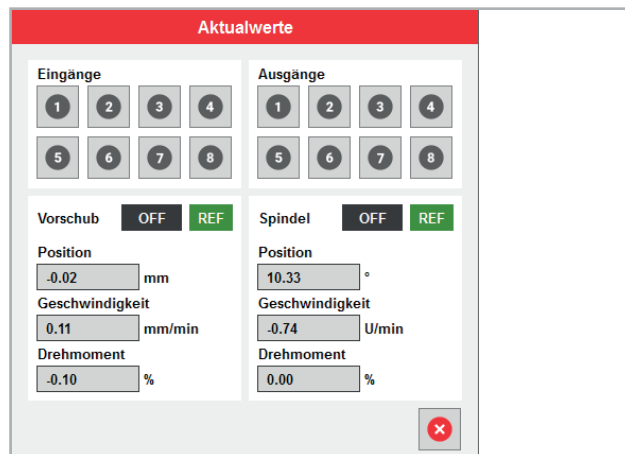 Aktualwerte
Eingänge
1 2 3 4
5 6 7 8
Ausgänge
1 2 3 4
5 6 7 8
Vorschub OFF REF
Position
-0.02 mm
Geschwindigkeit
0.11 mm/min
Drehmoment
-0.10 %
Spindel OFF REF
Position
10.33 °
Geschwindigkeit
-0.74 U/min
Drehmoment
0.00 %